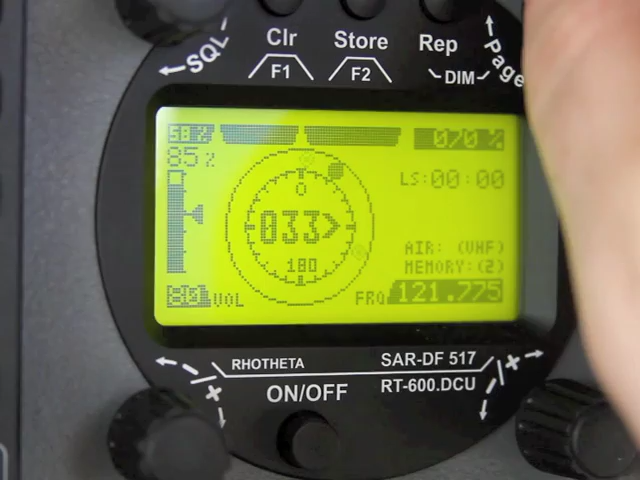 SQL
Clr
Store
Rep
Page
F1
F2
DIM
0/0 %
85%
LS:00:00
0
033>
180
AIR: (VHF)
MEMORY:(2)
VOL
FRQ 121.775
RHOTHETA
SAR-DF 517
ON/OFF
RT-600.DCU